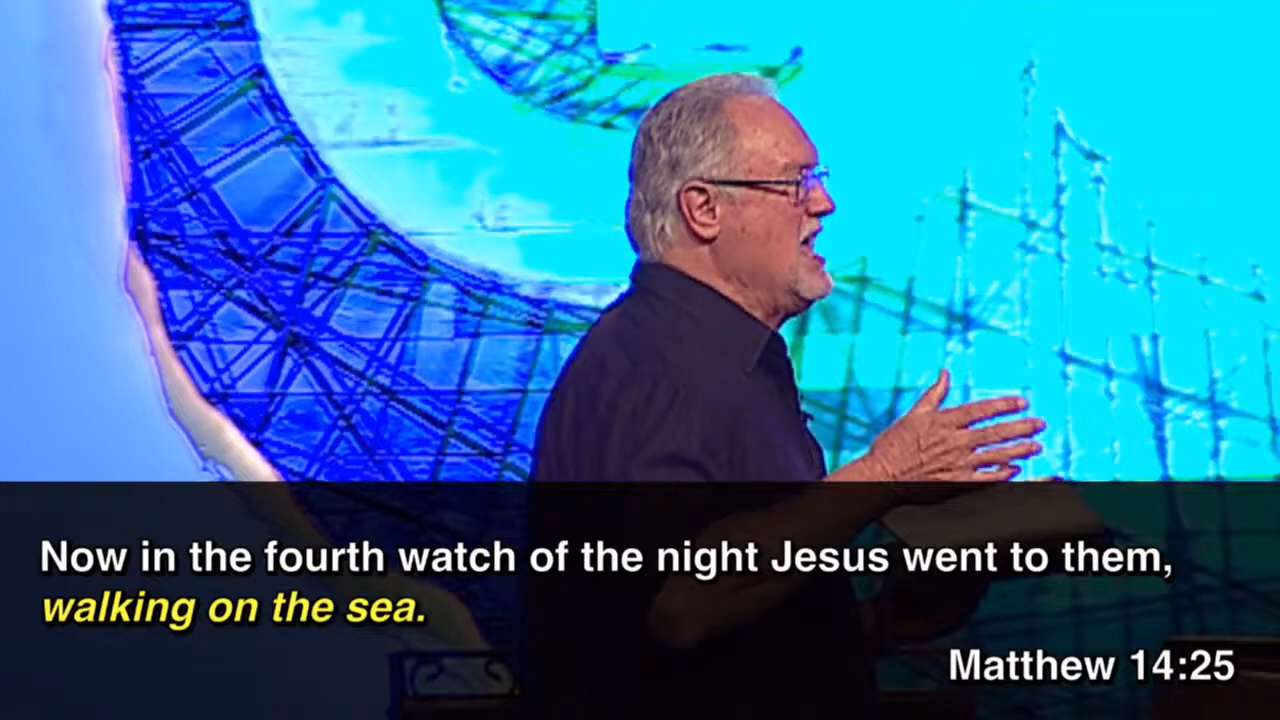 Now in the fourth watch of the night Jesus went to them,
walking on the sea.
Matthew 14:25